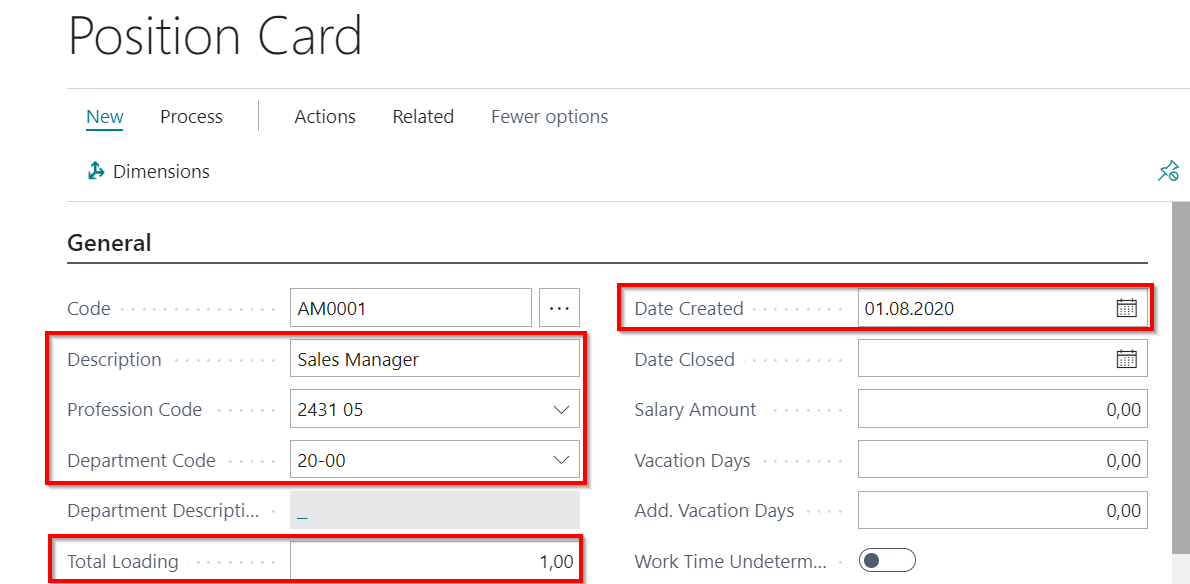 Position Card
New Process Actions Related Fewer options
Dimensions
General
Code AM0001 ...
Description Sales Manager
Profession Code 2431 05
Department Code 20-00
Department Descripti... _
Total Loading 1,00
Date Created 01.08.2020
Date Closed
Salary Amount 0,00
Vacation Days 0,00
Add. Vacation Days 0,00
Work Time Undeterm...